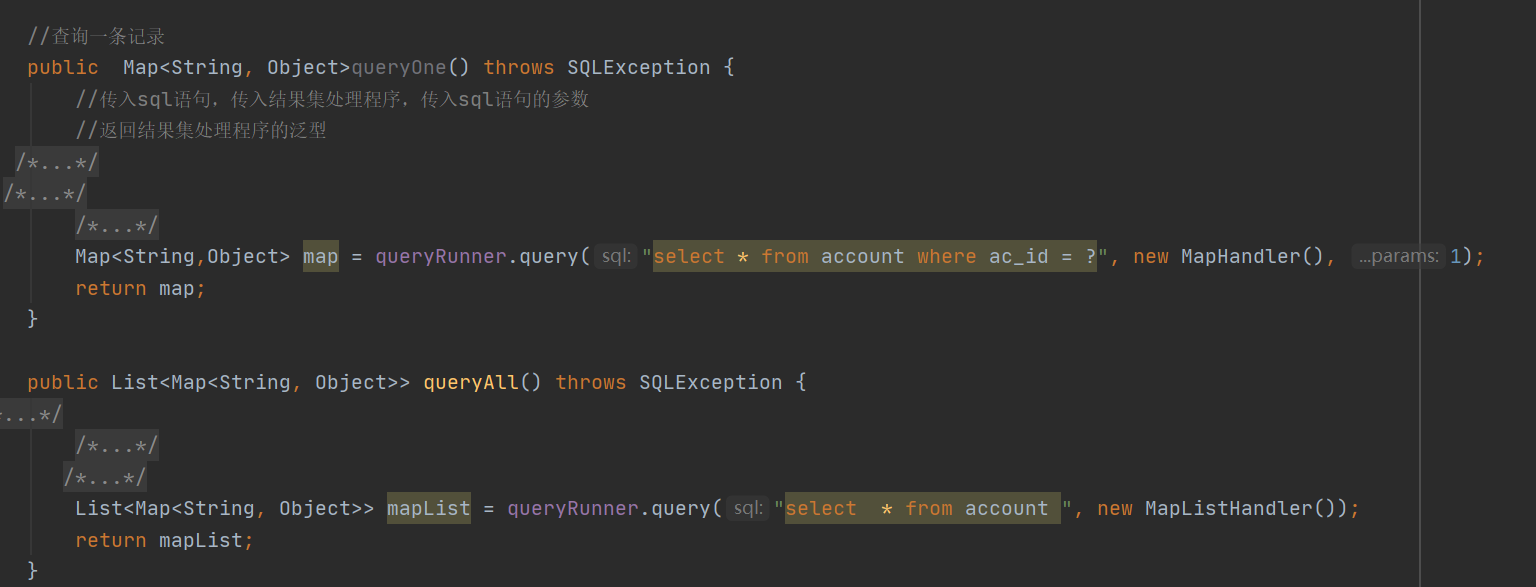 //查询一条记录
public  Map<String, Object>queryOne() throws SQLException {
//传入sql语句，传入结果集处理程序，传入sql语句的参数
//返回结果集处理程序的泛型
/*...*/
/*...*/
/*...*/
Map<String,Object> map = queryRunner.query( sql: "select * from account where ac_id = ?", new MapHandler(), ...params: 1);
return map;
}
public List<Map<String, Object>> queryAll() throws SQLException {
*...*/
/*...*/
/*...*/
List<Map<String, Object>> mapList = queryRunner.query( sql: "select  * from account ", new MapListHandler());
return mapList;
}